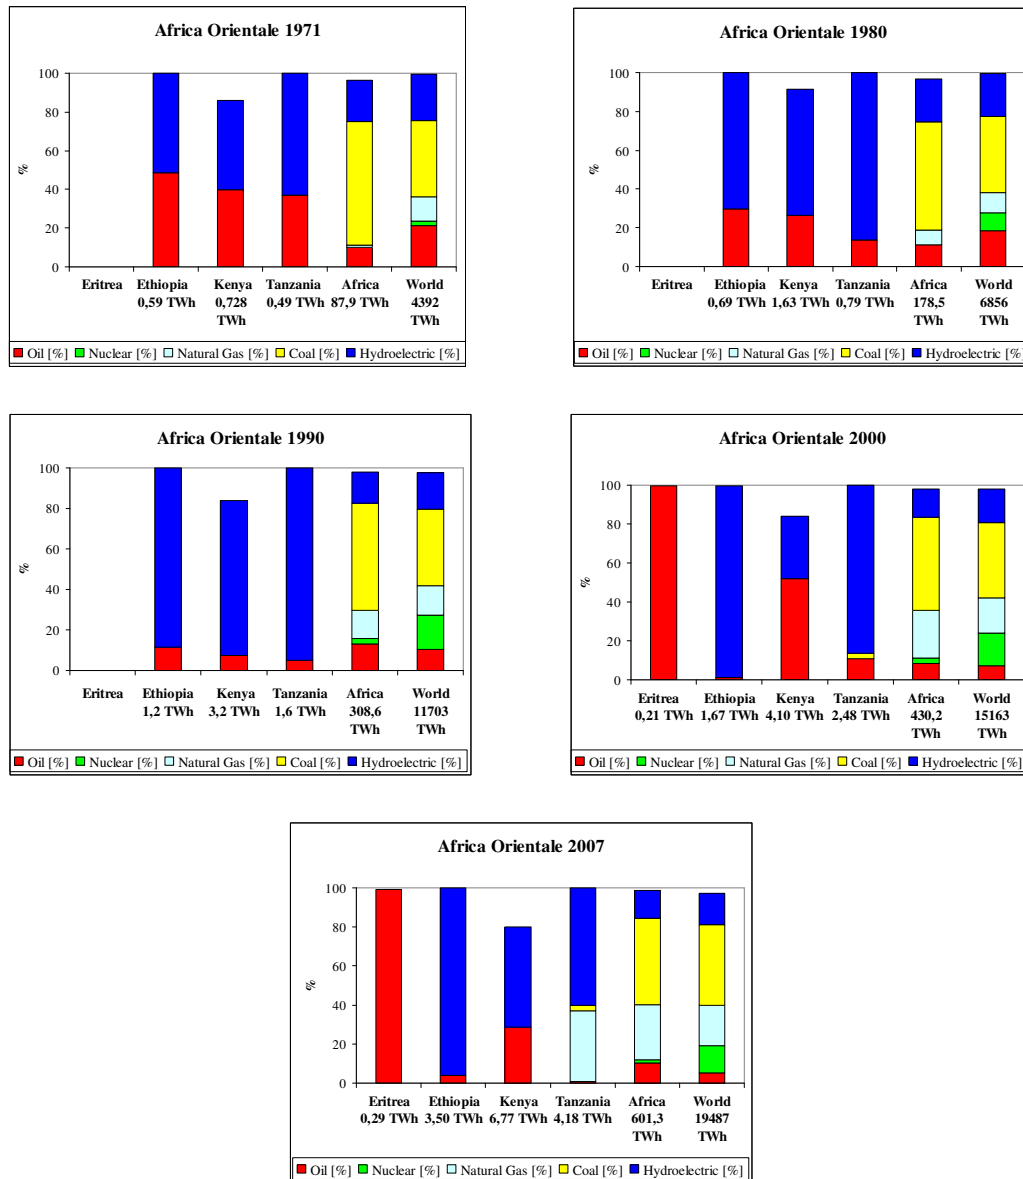 Africa Orientale 1971
100
80
60
40
20
0
%
Eritrea Ethiopia Kenya Tanzania Africa World
0,59 TWh 0,728 0,49 TWh 87,9 TWh 4392
TWh TWh
Oil [%] Nuclear [%] Natural Gas [%] Coal [%] Hydroelectric [%]
Africa Orientale 1980
100
80
60
40
20
0
%
Eritrea Ethiopia Kenya Tanzania Africa World
0,69 TWh 1,63 TWh 0,79 TWh 178,5 6856
TWh TWh
Oil [%] Nuclear [%] Natural Gas [%] Coal [%] Hydroelectric [%]
Africa Orientale 1990
100
80
60
40
20
0
%
Eritrea Ethiopia Kenya Tanzania Africa World
1,2 TWh 3,2 TWh 1,6 TWh 308,6 11703
TWh TWh
Oil [%] Nuclear [%] Natural Gas [%] Coal [%] Hydroelectric [%]
Africa Orientale 2000
100
80
60
40
20
0
%
Eritrea Ethiopia Kenya Tanzania Africa World
0,21 TWh 1,67 TWh 4,10 TWh 2,48 TWh 430,2 15163
TWh TWh
Oil [%] Nuclear [%] Natural Gas [%] Coal [%] Hydroelectric [%]
Africa Orientale 2007
100
80
60
40
20
0
%
Eritrea Ethiopia Kenya Tanzania Africa World
0,29 TWh 3,50 TWh 6,77 TWh 4,18 TWh 601,3 19487
TWh TWh
Oil [%] Nuclear [%] Natural Gas [%] Coal [%] Hydroelectric [%]